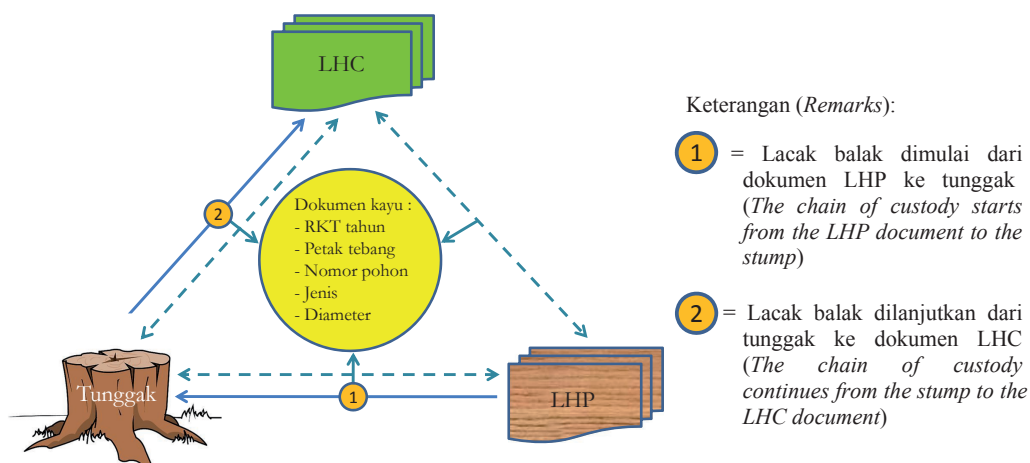 LHC
Dokumen kayu :
- RKT tahun
- Petak tebang
- Nomor pohon
- Jenis
- Diameter
2
Tunggak
1
LHP
Keterangan (Remarks):
1 = Lacak balak dimulai dari
dokumen LHP ke tunggak
(The chain of custody starts
from the LHP document to the
stump)
2 = Lacak balak dilanjutkan dari
tunggak ke dokumen LHC
(The chain of custody
continues from the stump to the
LHC document)